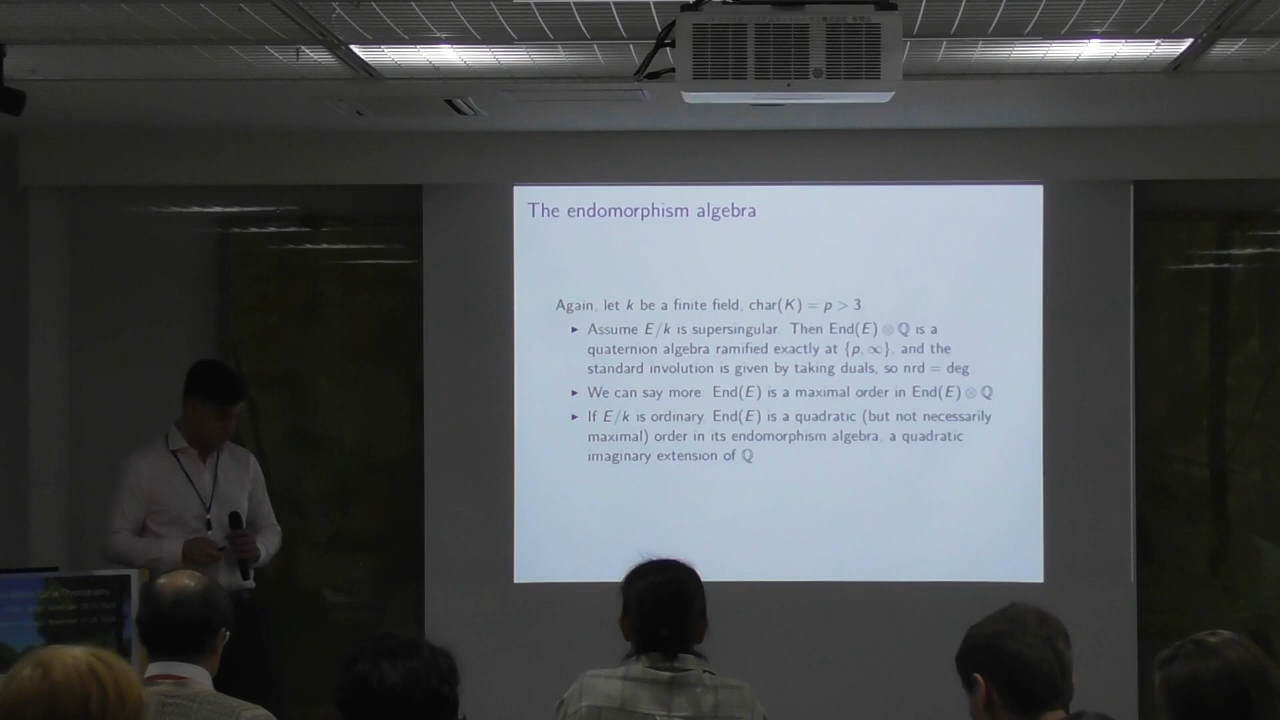 The endomorphism algebra
Again, let k be a finite field, char(K) = p > 3.
▸ Assume E/k is supersingular. Then End(E) ⊗ ℚ is a
quaternion algebra ramified exactly at {p, ∞}, and the
standard involution is given by taking duals, so nrd = deg
▸ We can say more: End(E) is a maximal order in End(E) ⊗ ℚ
▸ If E/k is ordinary, End(E) is a quadratic (but not necessarily
maximal) order in its endomorphism algebra, a quadratic
imaginary extension of ℚ